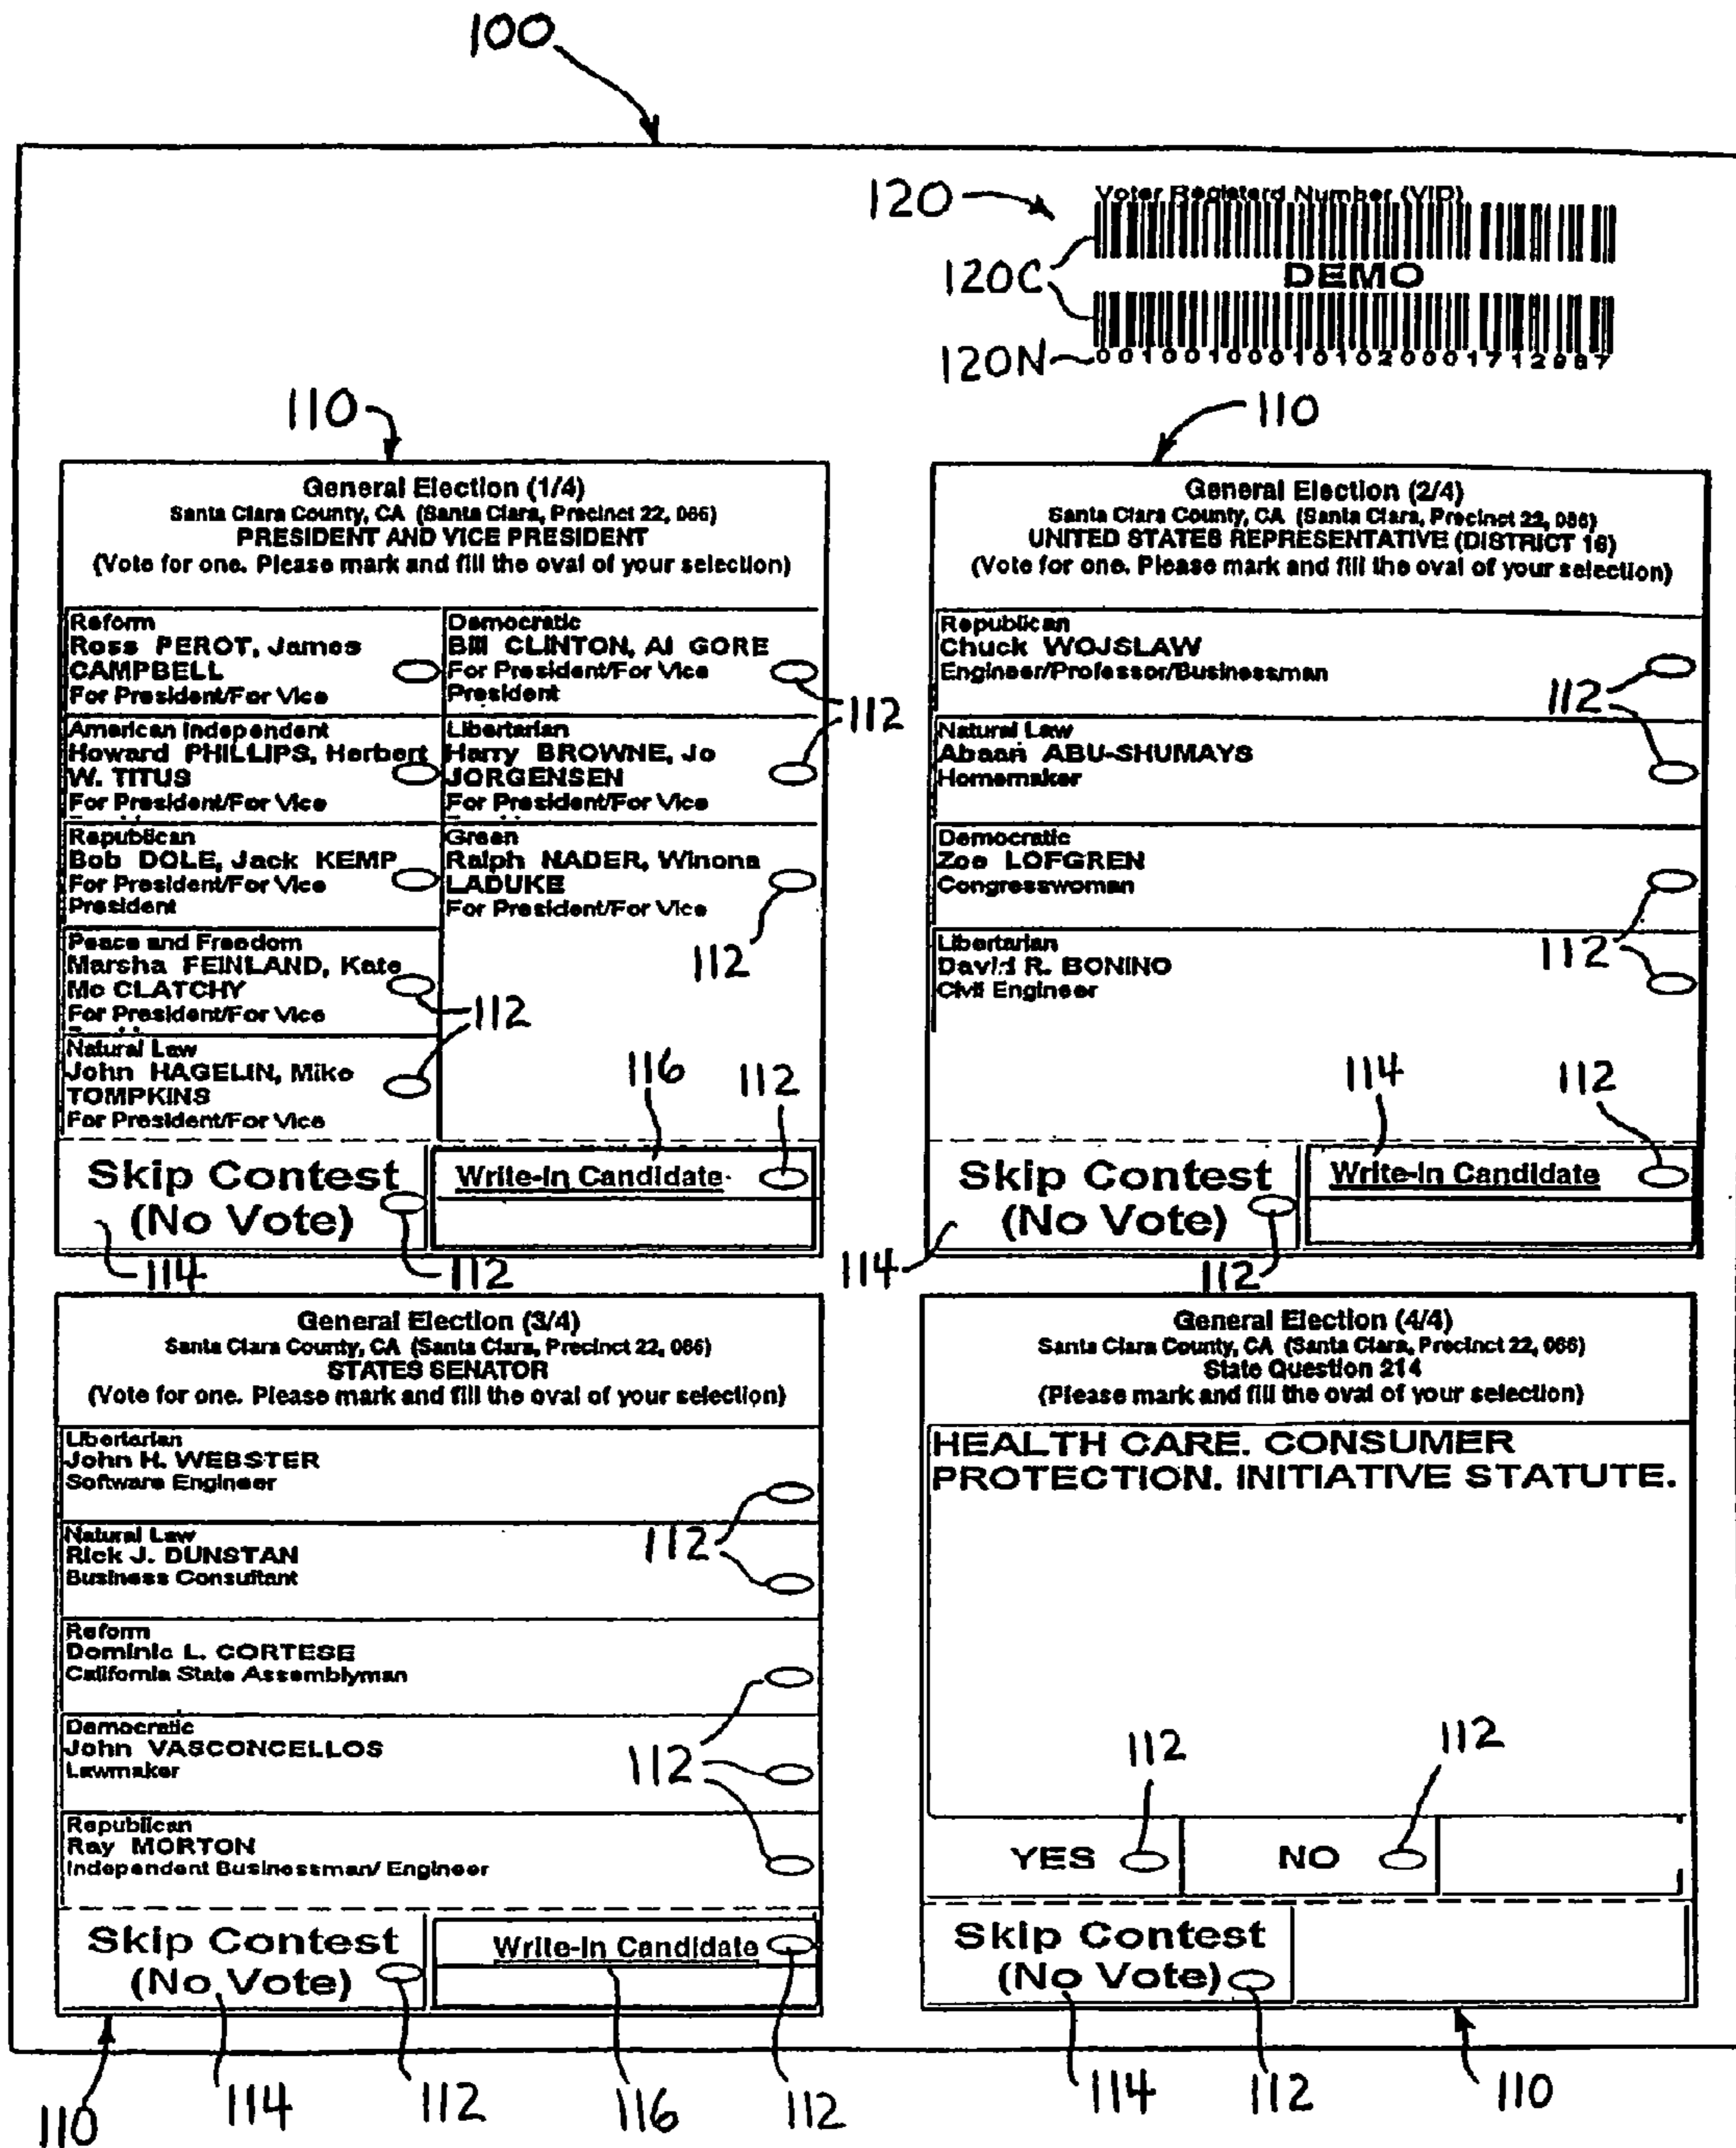 100
120
Voter Registerd Number (VID)
120C
DEMO
120N
001001000101020001712987
110
110
General Election (1/4)
Santa Clara County, CA (Santa Clara, Precinct 22, 066)
PRESIDENT AND VICE PRESIDENT
(Vote for one. Please mark and fill the oval of your selection)
Reform
Ross PEROT, James
CAMPBELL
For President/For Vice
Democratic
Bill CLINTON, Al GORE
For President/For Vice
President
112
American Independent
Howard PHILLIPS, Herbert
W. TITUS
For President/For Vice
Libertarian
Harry BROWNE, Jo
JORGENSEN
For President/For Vice
Republican
Bob DOLE, Jack KEMP
For President/For Vice
President
Green
Ralph NADER, Winona
LADUKE
For President/For Vice
112
Peace and Freedom
Marsha FEINLAND, Kate
Mc CLATCHY
For President/For Vice
112
Natural Law
John HAGELIN, Mike
TOMPKINS
For President/For Vice
116
112
Skip Contest
(No Vote)
Write-In Candidate
114
112
General Election (2/4)
Santa Clara County, CA (Santa Clara, Precinct 22, 066)
UNITED STATES REPRESENTATIVE (DISTRICT 16)
(Vote for one. Please mark and fill the oval of your selection)
Republican
Chuck WOJSLAW
Engineer/Professor/Businessman
112
Natural Law
Abaan ABU-SHUMAYS
Homemaker
Democratic
Zoe LOFGREN
Congresswoman
112
Libertarian
David R. BONINO
Civil Engineer
114
112
Skip Contest
(No Vote)
Write-In Candidate
114
112
General Election (3/4)
Santa Clara County, CA (Santa Clara, Precinct 22, 066)
STATES SENATOR
(Vote for one. Please mark and fill the oval of your selection)
Libertarian
John H. WEBSTER
Software Engineer
112
Natural Law
Rick J. DUNSTAN
Business Consultant
Reform
Dominic L. CORTESE
California State Assemblyman
Democratic
John VASCONCELLOS
Lawmaker
112
Republican
Ray MORTON
Independent Businessman/ Engineer
Skip Contest
(No Vote)
Write-In Candidate
General Election (4/4)
Santa Clara County, CA (Santa Clara, Precinct 22, 066)
State Question 214
(Please mark and fill the oval of your selection)
HEALTH CARE. CONSUMER
PROTECTION. INITIATIVE STATUTE.
112
112
YES
NO
Skip Contest
(No Vote)
110
114
112
116
112
114
112
110